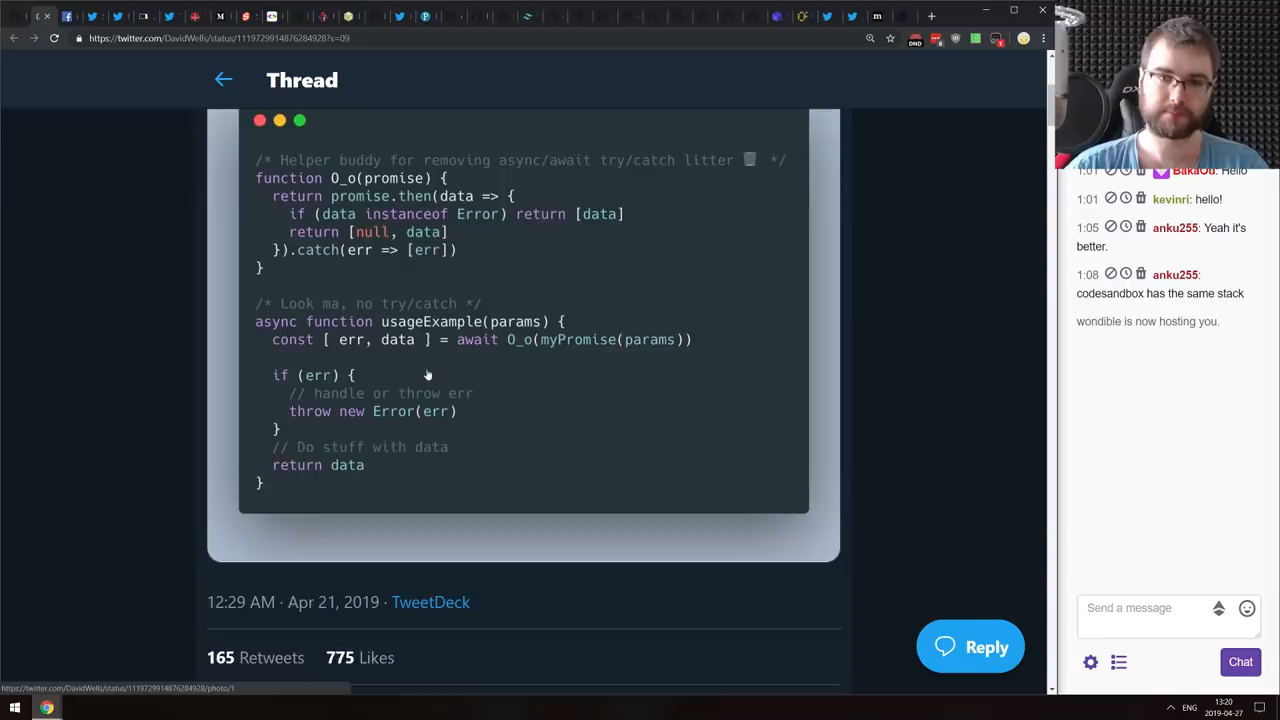 https://twitter.com/DavidWells/status/1119729914876284928?s=09
Thread
/* Helper buddy for removing async/await try/catch litter 🗑 */
function O_o(promise) {
return promise.then(data => {
if (data instanceof Error) return [data]
return [null, data]
}).catch(err => [err])
}
/* Look ma, no try/catch */
async function usageExample(params) {
const [ err, data ] = await O_o(myPromise(params))
if (err) {
// handle or throw err
throw new Error(err)
}
// Do stuff with data
return data
}
12:29 AM · Apr 21, 2019 · TweetDeck
165 Retweets 775 Likes
Reply
https://twitter.com/DavidWells/status/1119729914876284928/photo/1
1:01 BakaOu: Hello
1:01 kevinri: hello!
1:05 anku255: Yeah it's
better.
1:08 anku255:
codesandbox has the same stack
wondible is now hosting you.
Send a message
Chat
ENG
13:20
2019-04-27